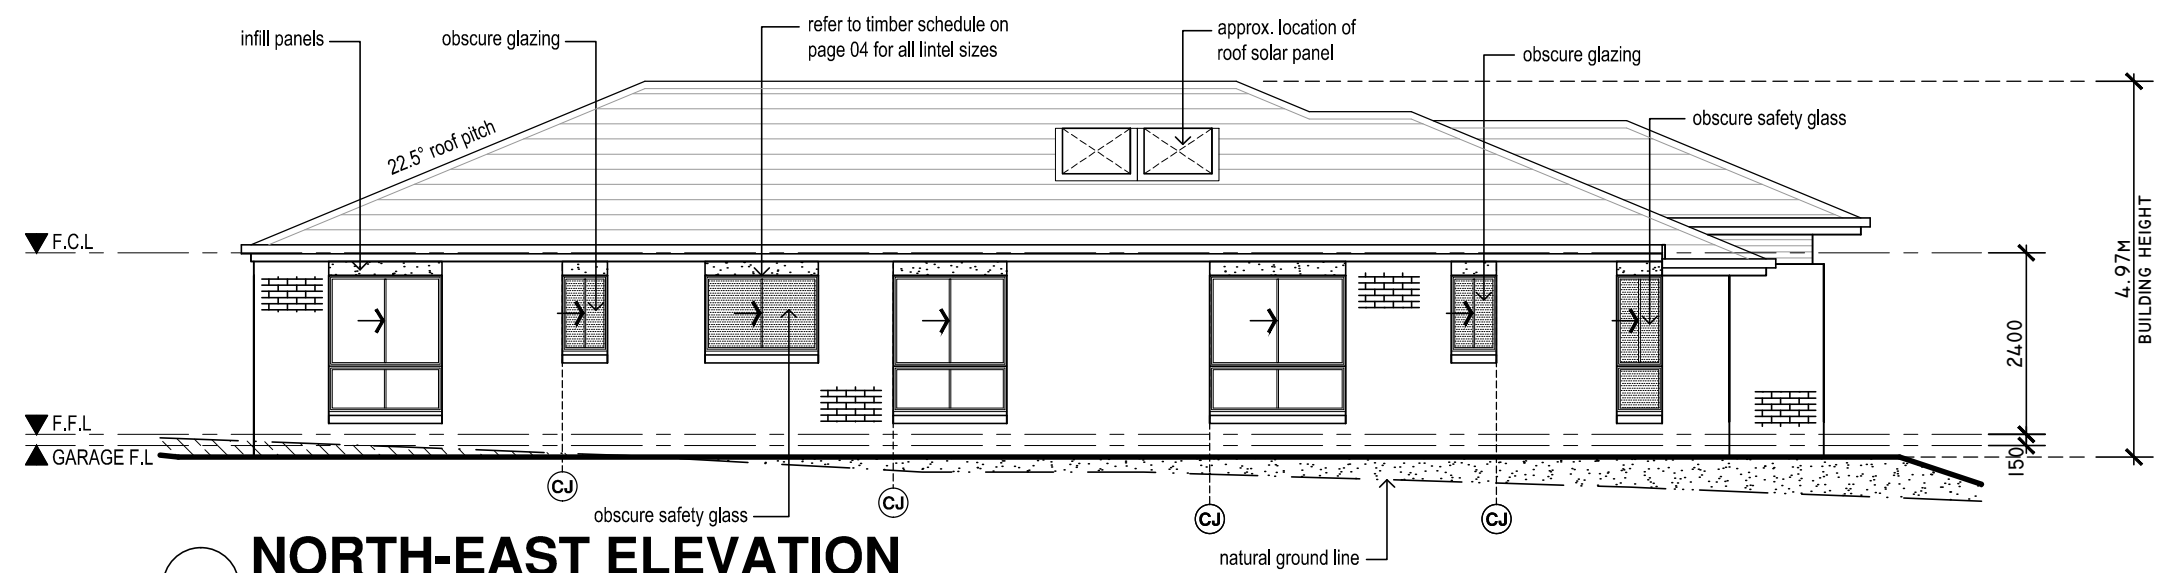 infill panels
obscure glazing
refer to timber schedule on
page 04 for all lintel sizes
approx. location of
roof solar panel
obscure glazing
obscure safety glass
22.5° roof pitch
F.C.L
4.97M
BUILDING HEIGHT
2400
F.F.L
GARAGE F.L
150
CJ
CJ
CJ
CJ
obscure safety glass
natural ground line
NORTH-EAST ELEVATION